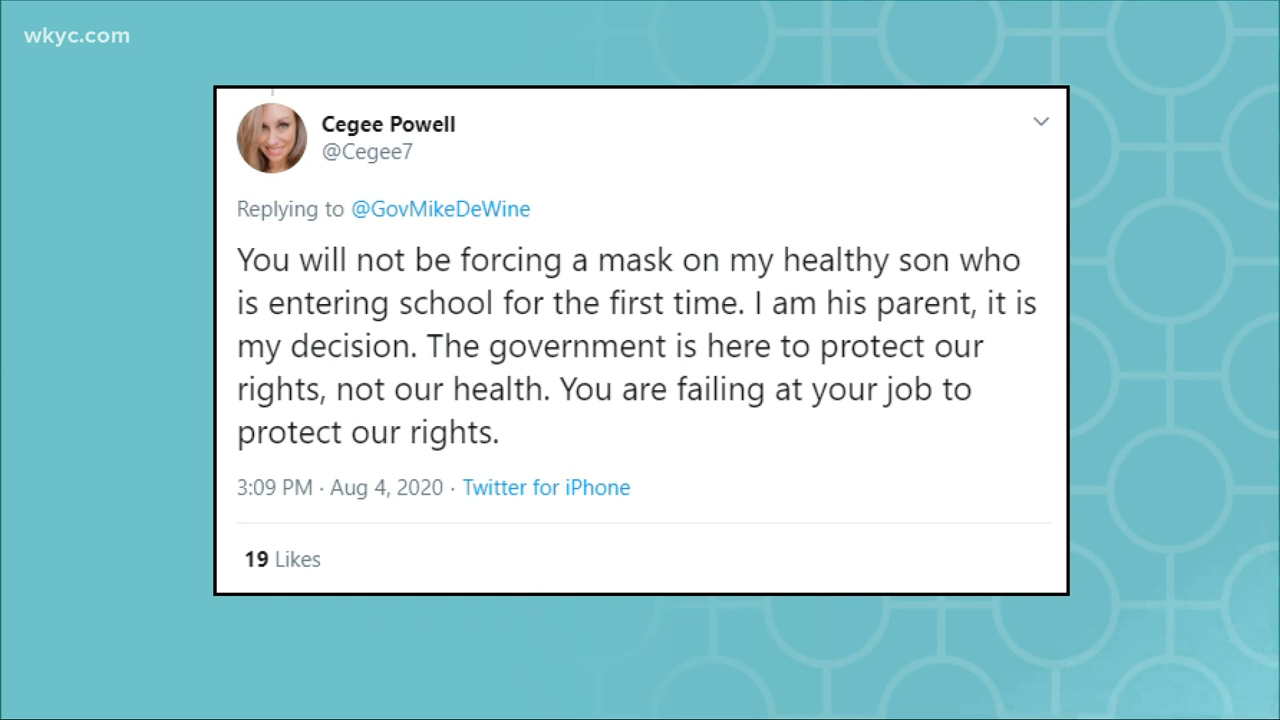 wkyc.com
Cegee Powell
@Cegee7
Replying to @GovMikeDeWine
You will not be forcing a mask on my healthy son who
is entering school for the first time. I am his parent, it is
my decision. The government is here to protect our
rights, not our health. You are failing at your job to
protect our rights.
3:09 PM · Aug 4, 2020 · Twitter for iPhone
19 Likes